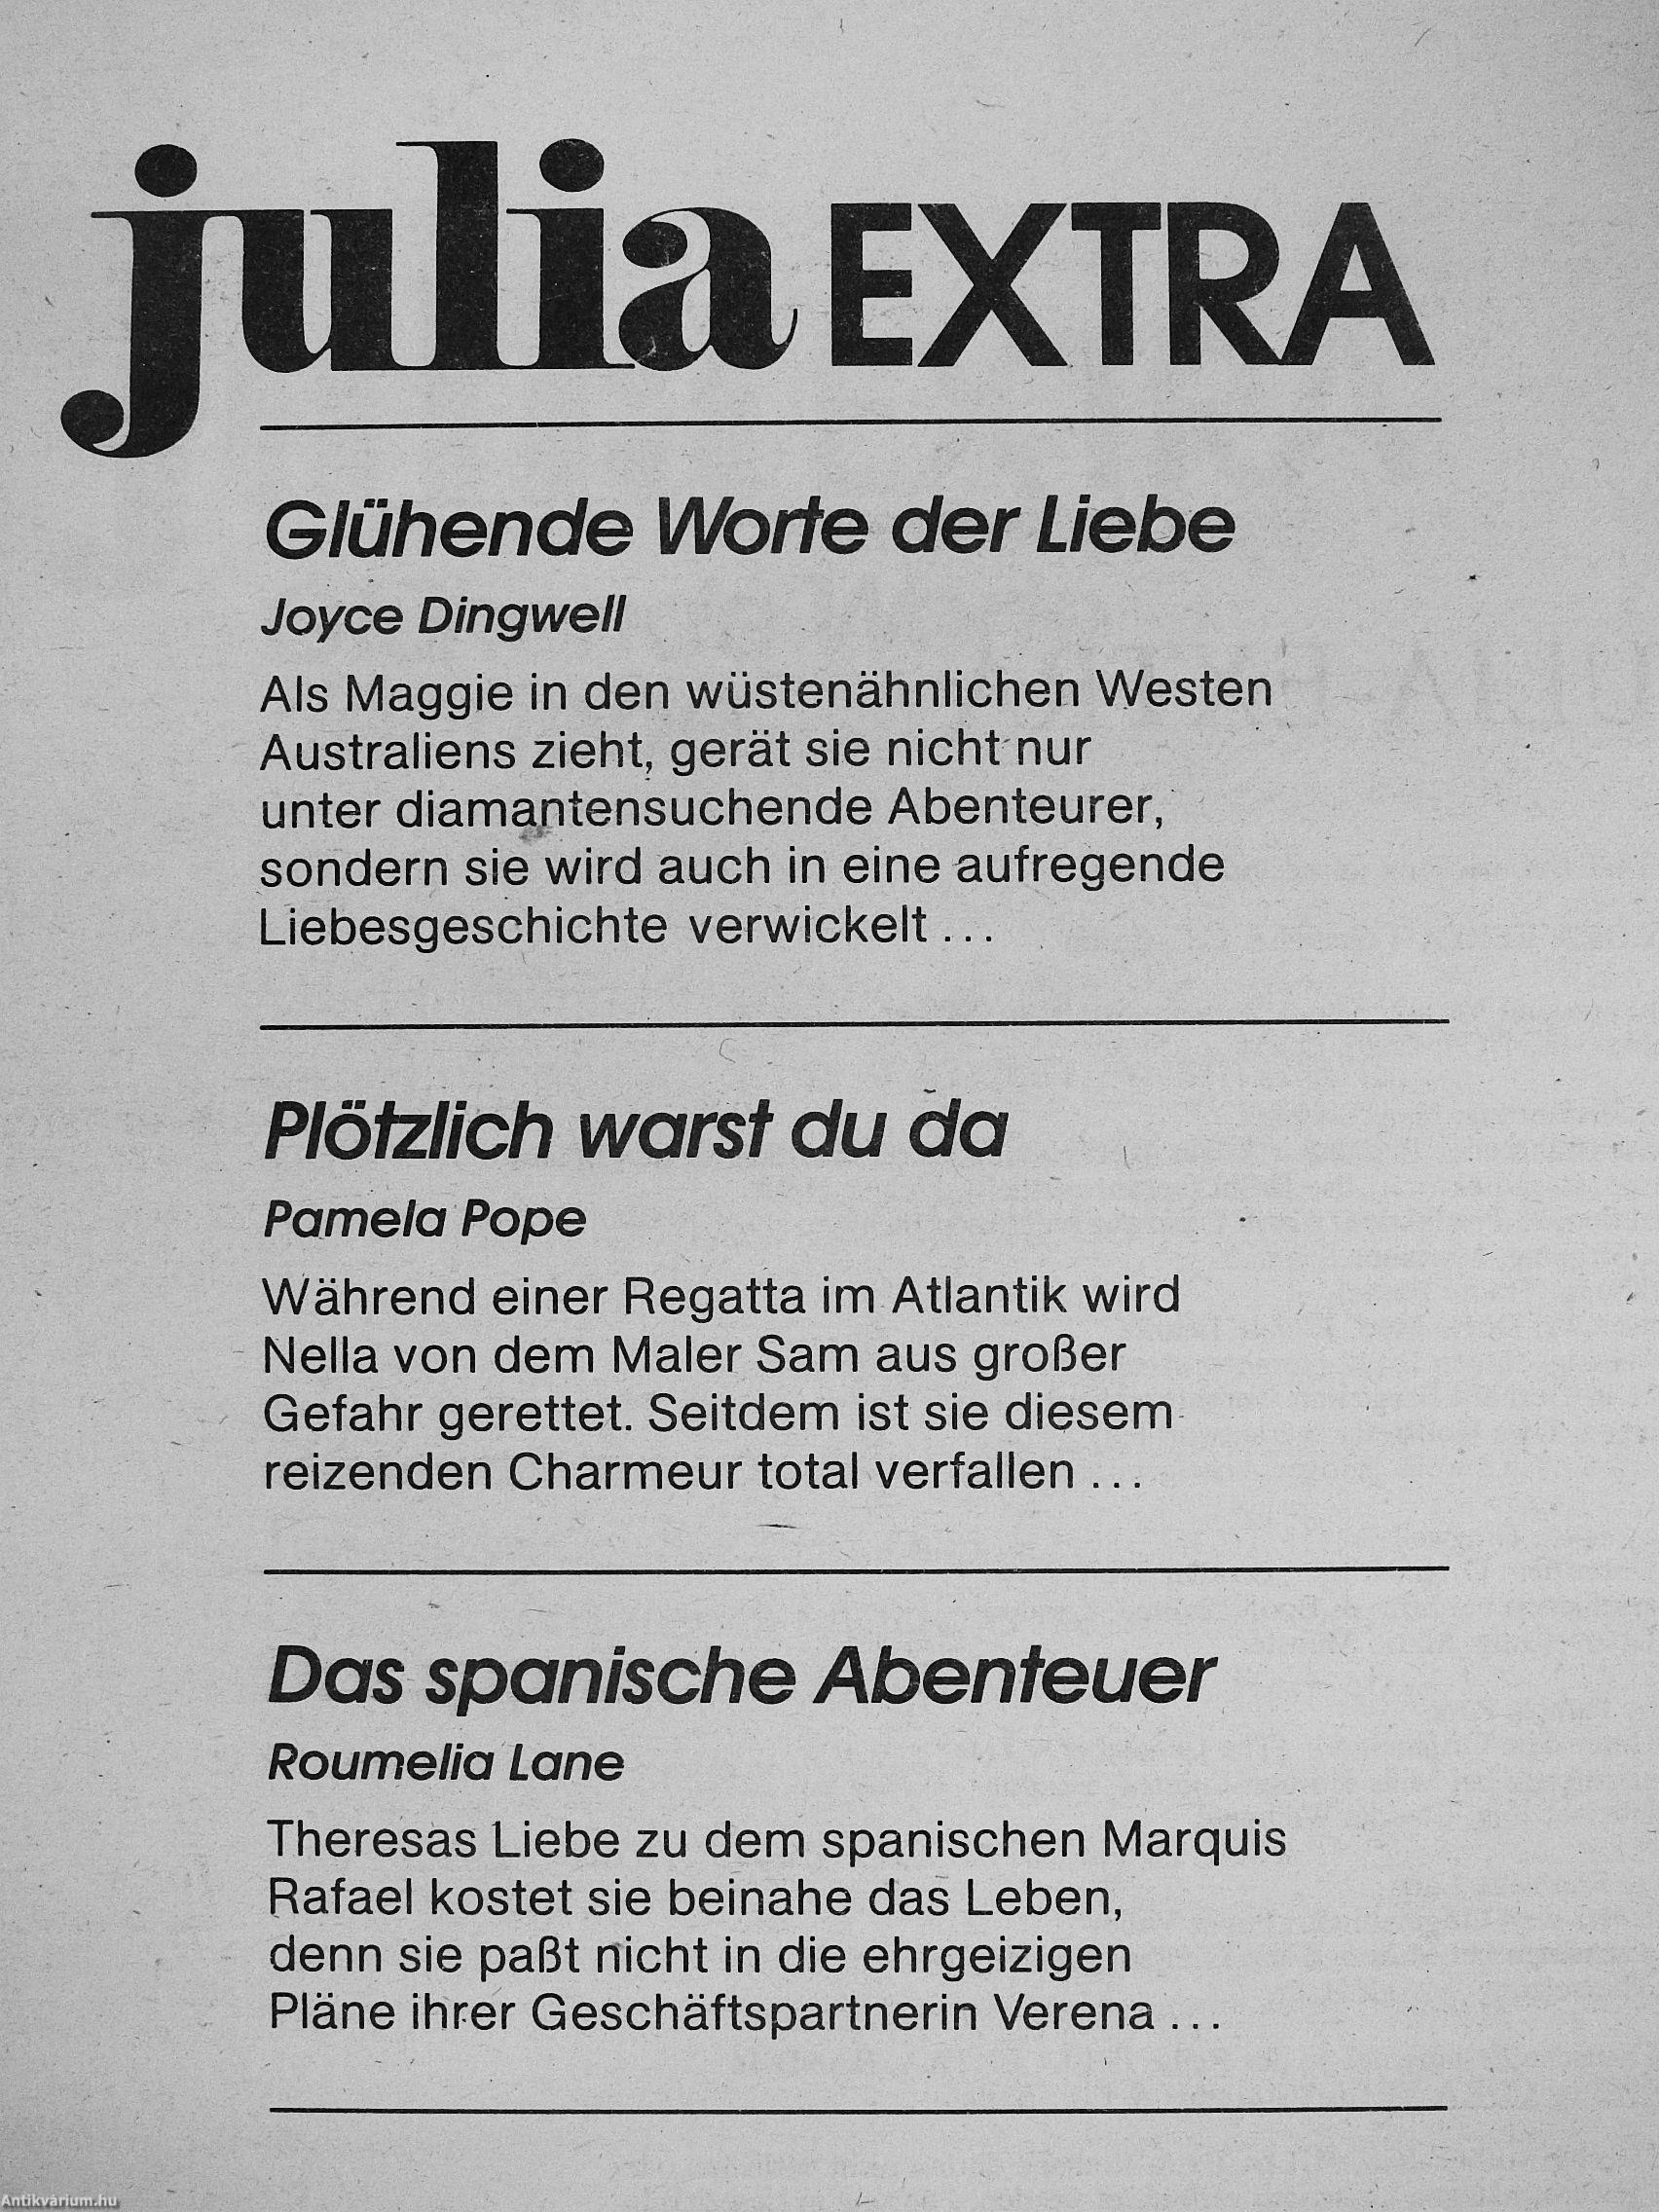 julia EXTRA
Glühende Worte der Liebe
Joyce Dingwell
Als Maggie in den wüstenähnlichen Westen
Australiens zieht, gerät sie nicht nur
unter diamantensuchende Abenteurer,
sondern sie wird auch in eine aufregende
Liebesgeschichte verwickelt ...
Plötzlich warst du da
Pamela Pope
Während einer Regatta im Atlantik wird
Nella von dem Maler Sam aus großer
Gefahr gerettet. Seitdem ist sie diesem
reizenden Charmeur total verfallen ...
Das spanische Abenteuer
Roumelia Lane
Theresas Liebe zu dem spanischen Marquis
Rafael kostet sie beinahe das Leben,
denn sie paßt nicht in die ehrgeizigen
Pläne ihrer Geschäftspartnerin Verena ...
Antikvárium.hu